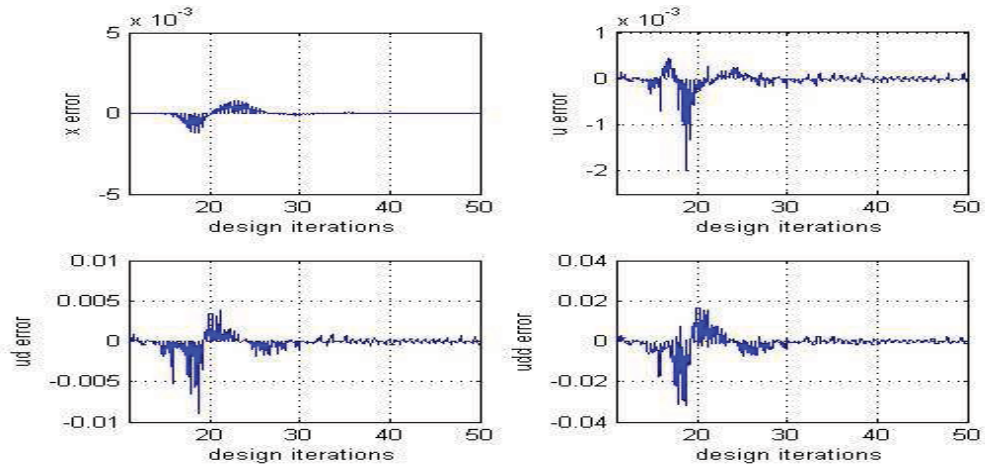 x 10⁻³
5
0
-5
x error
20 30 40 50
design iterations
x 10⁻³
1
0
-1
-2
u error
20 30 40 50
design iterations
0.01
0.005
0
-0.005
-0.01
ud error
20 30 40 50
design iterations
0.04
0.02
0
-0.02
-0.04
udd error
20 30 40 50
design iterations